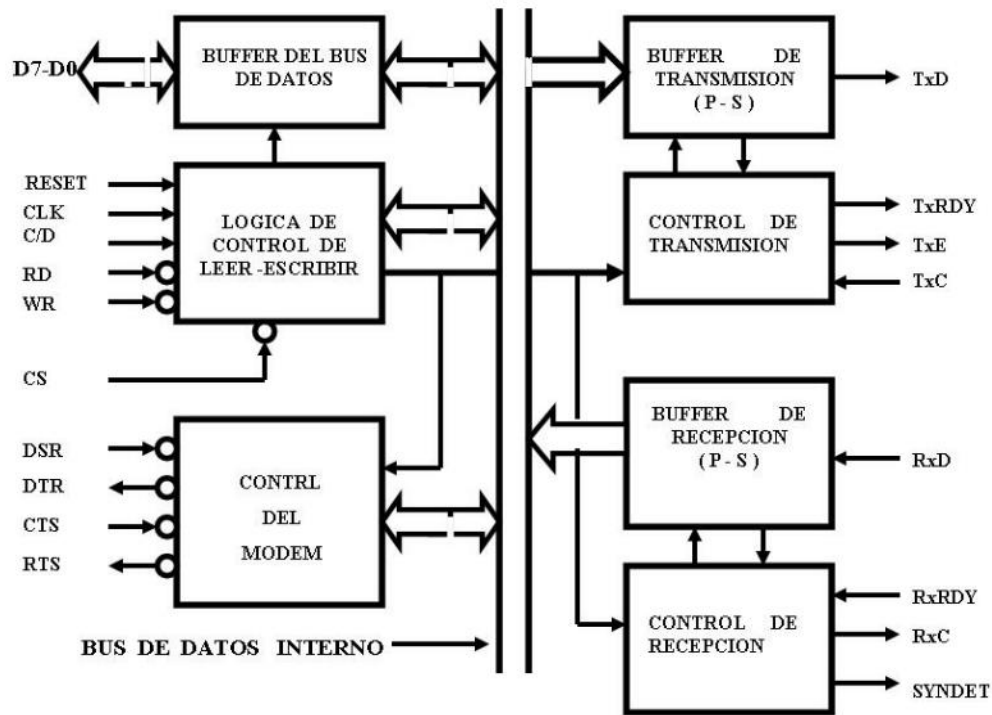 D7-D0
BUFFER DEL BUS
DE DATOS
BUFFER DE
TRANSMISION
( P - S )
TxD
RESET
CLK
C/D
RD
WR
CS
LOGICA DE
CONTROL DE
LEER -ESCRIBIR
CONTROL DE
TRANSMISION
TxRDY
TxE
TxC
DSR
DTR
CTS
RTS
CONTRL
DEL
MODEM
BUFFER DE
RECEPCION
( P - S )
RxD
CONTROL DE
RECEPCION
RxRDY
RxC
SYNDET
BUS DE DATOS INTERNO